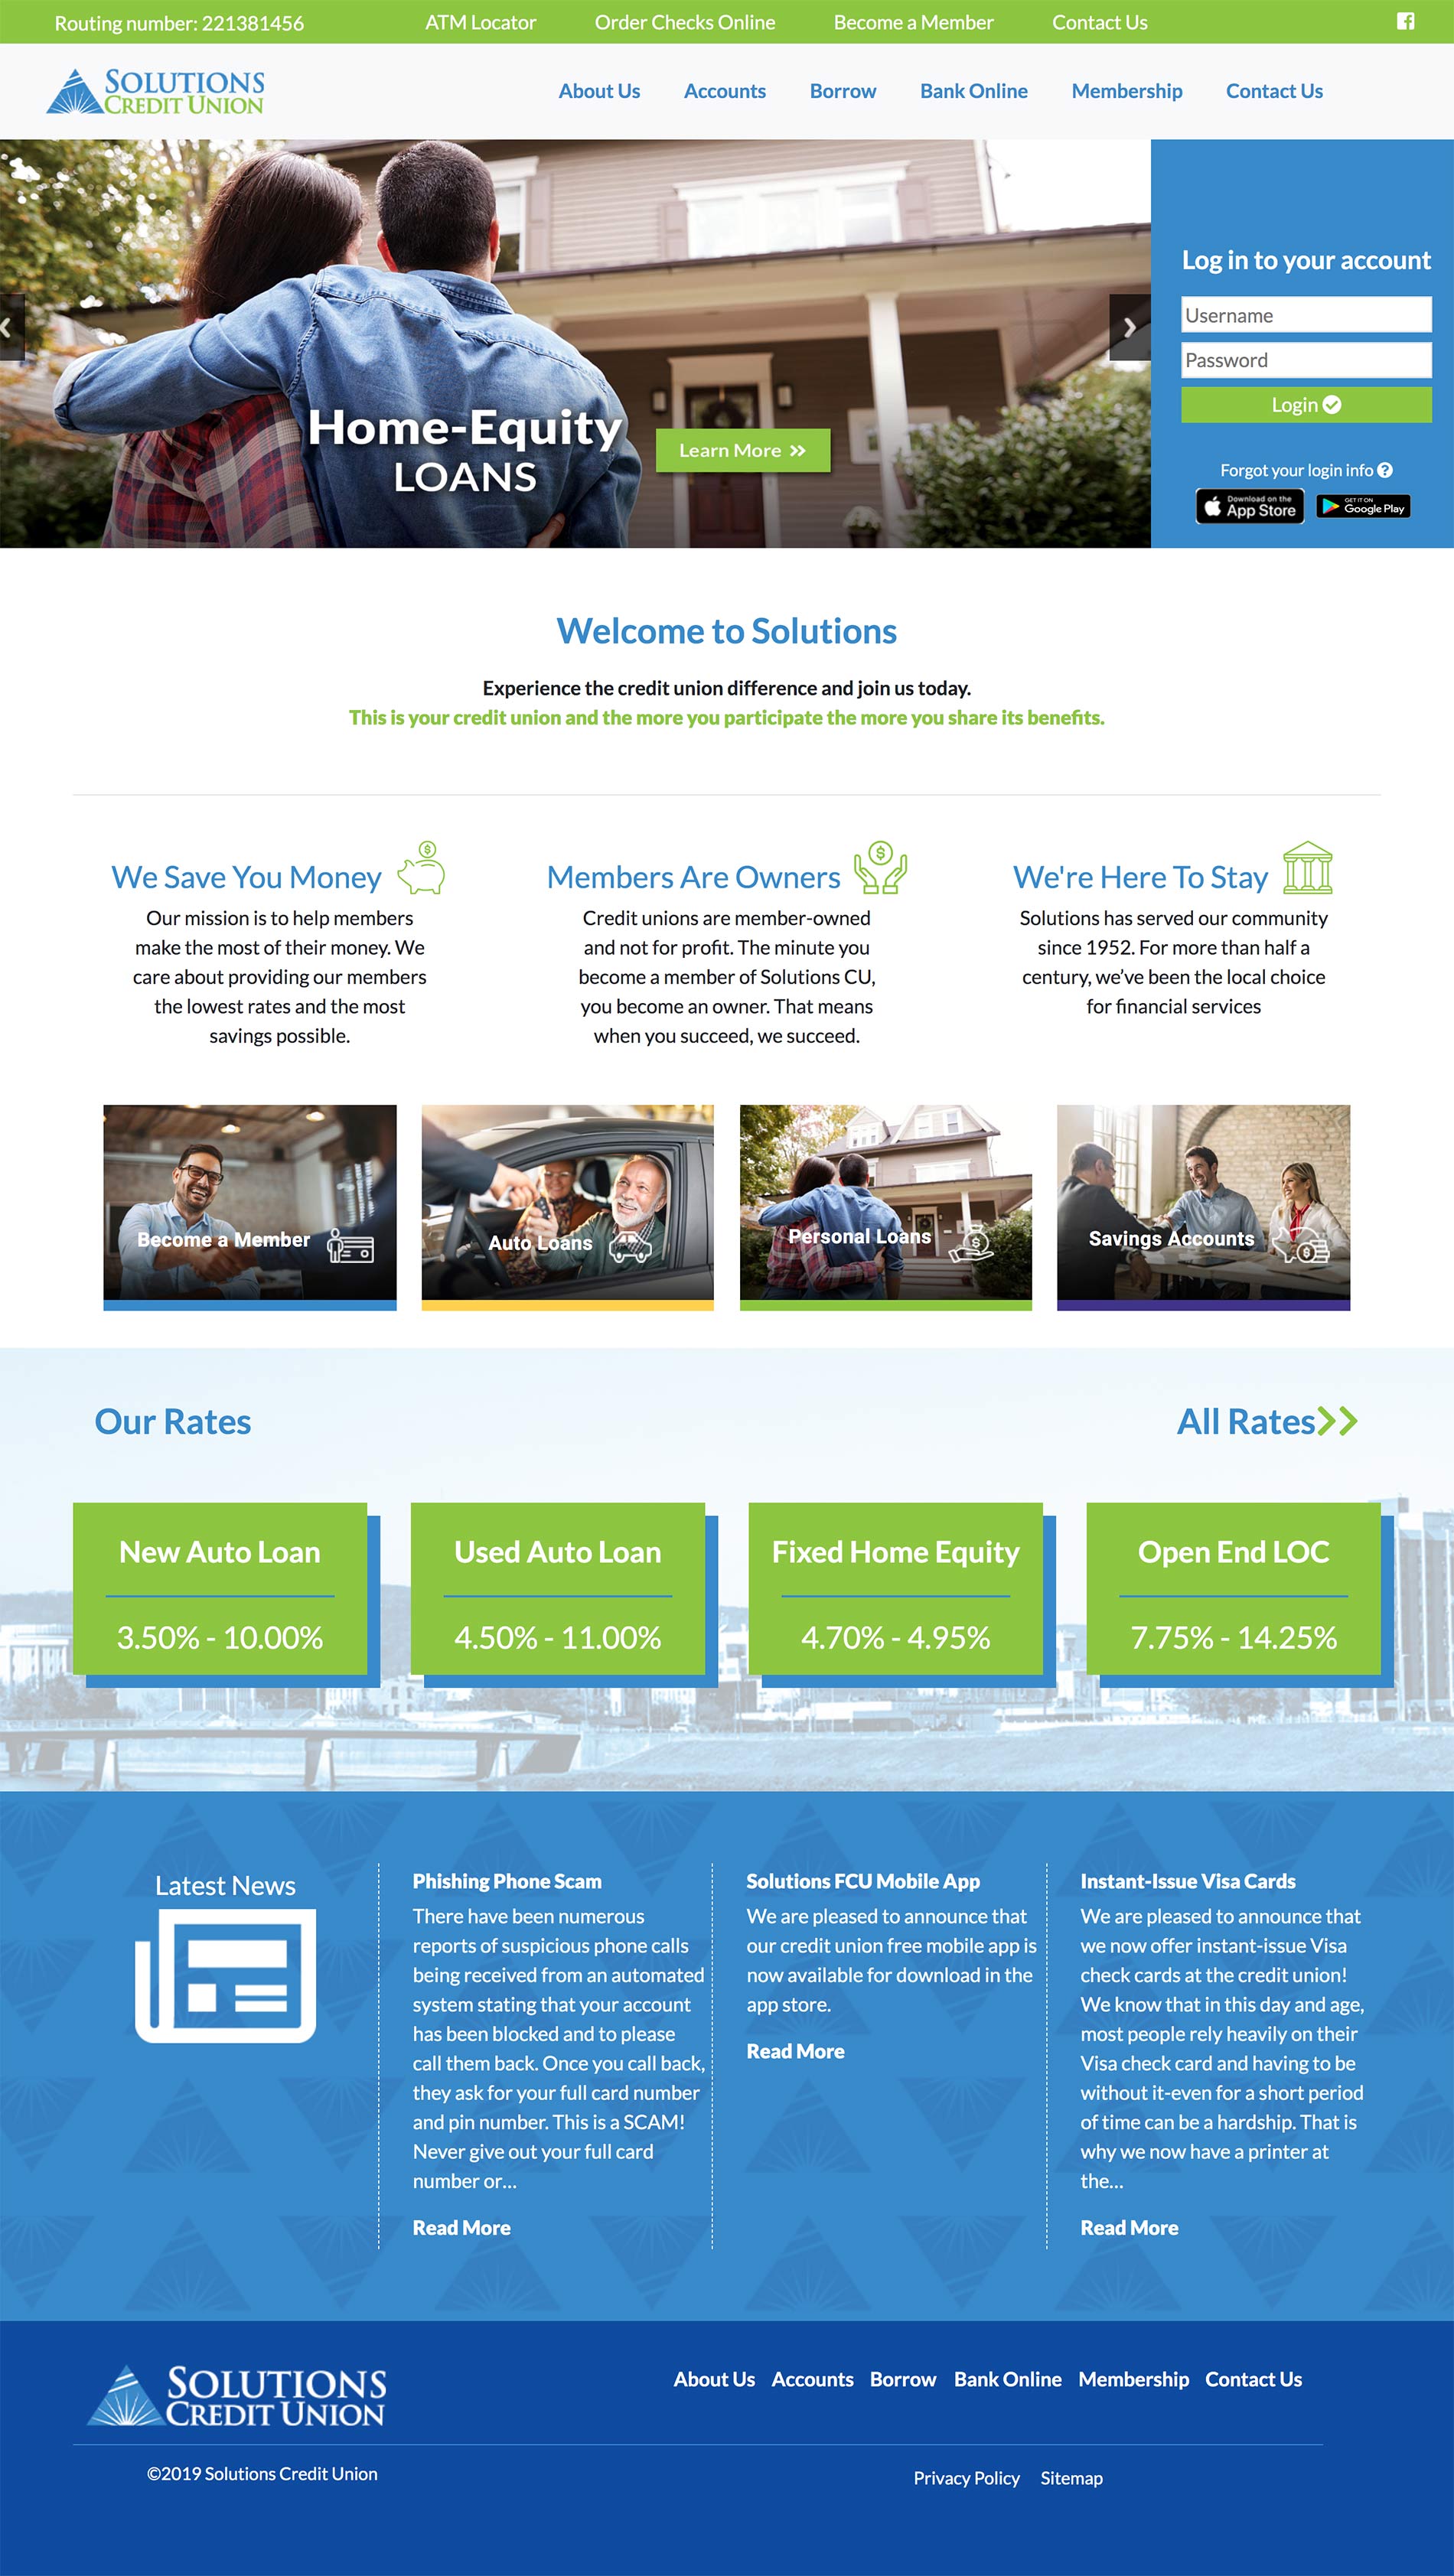 Routing number: 221381456
ATM Locator
Order Checks Online
Become a Member
Contact Us
SOLUTIONS
CREDIT UNION
About Us
Accounts
Borrow
Bank Online
Membership
Contact Us
Home-Equity
LOANS
Learn More
Log in to your account
Username
Password
Login
Forgot your login info
Download on the
App Store
GET IT ON
Google Play
Welcome to Solutions
Experience the credit union difference and join us today.
This is your credit union and the more you participate the more you share its benefits.
We Save You Money
Our mission is to help members
make the most of their money. We
care about providing our members
the lowest rates and the most
savings possible.
Members Are Owners
Credit unions are member-owned
and not for profit. The minute you
become a member of Solutions CU,
you become an owner. That means
when you succeed, we succeed.
We're Here To Stay
Solutions has served our community
since 1952. For more than half a
century, we’ve been the local choice
for financial services
Become a Member
Auto Loans
Personal Loans
Savings Accounts
Our Rates
All Rates
New Auto Loan
3.50% - 10.00%
Used Auto Loan
4.50% - 11.00%
Fixed Home Equity
4.70% - 4.95%
Open End LOC
7.75% - 14.25%
Latest News
Phishing Phone Scam
There have been numerous
reports of suspicious phone calls
being received from an automated
system stating that your account
has been blocked and to please
call them back. Once you call back,
they ask for your full card number
and pin number. This is a SCAM!
Never give out your full card
number or...
Read More
Solutions FCU Mobile App
We are pleased to announce that
our credit union free mobile app is
now available for download in the
app store.
Read More
Instant-Issue Visa Cards
We are pleased to announce that
we now offer instant-issue Visa
check cards at the credit union!
We know that in this day and age,
most people rely heavily on their
Visa check card and having to be
without it-even for a short period
of time can be a hardship. That is
why we now have a printer at
the...
Read More
SOLUTIONS
CREDIT UNION
About Us
Accounts
Borrow
Bank Online
Membership
Contact Us
©2019 Solutions Credit Union
Privacy Policy
Sitemap